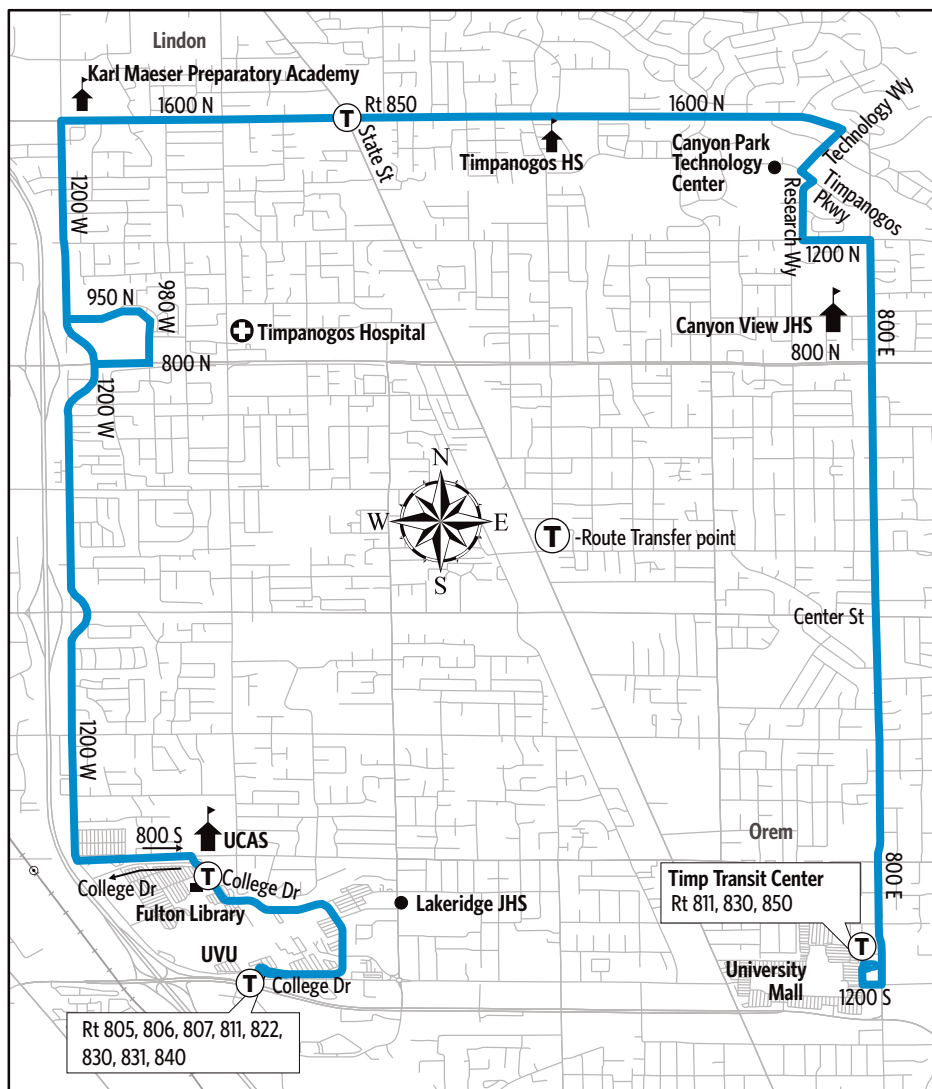 Lindon
Karl Maeser Preparatory Academy
1600 N
Rt 850
1600 N
T
State St
Timpanogos HS
Canyon Park
Technology
Center
Technology Wy
Timpanogos
Pkwy
Research Wy
1200 N
1200 W
950 N
980 W
Timpanogos Hospital
800 N
1200 W
Canyon View JHS
800 N
800 E
N
W
E
S
T
-Route Transfer point
Center St
1200 W
800 S
UCAS
College Dr
T
College Dr
Fulton Library
Lakeridge JHS
Orem
800 E
Timp Transit Center
Rt 811, 830, 850
T
UVU
T
College Dr
University
Mall
1200 S
Rt 805, 806, 807, 811, 822,
830, 831, 840